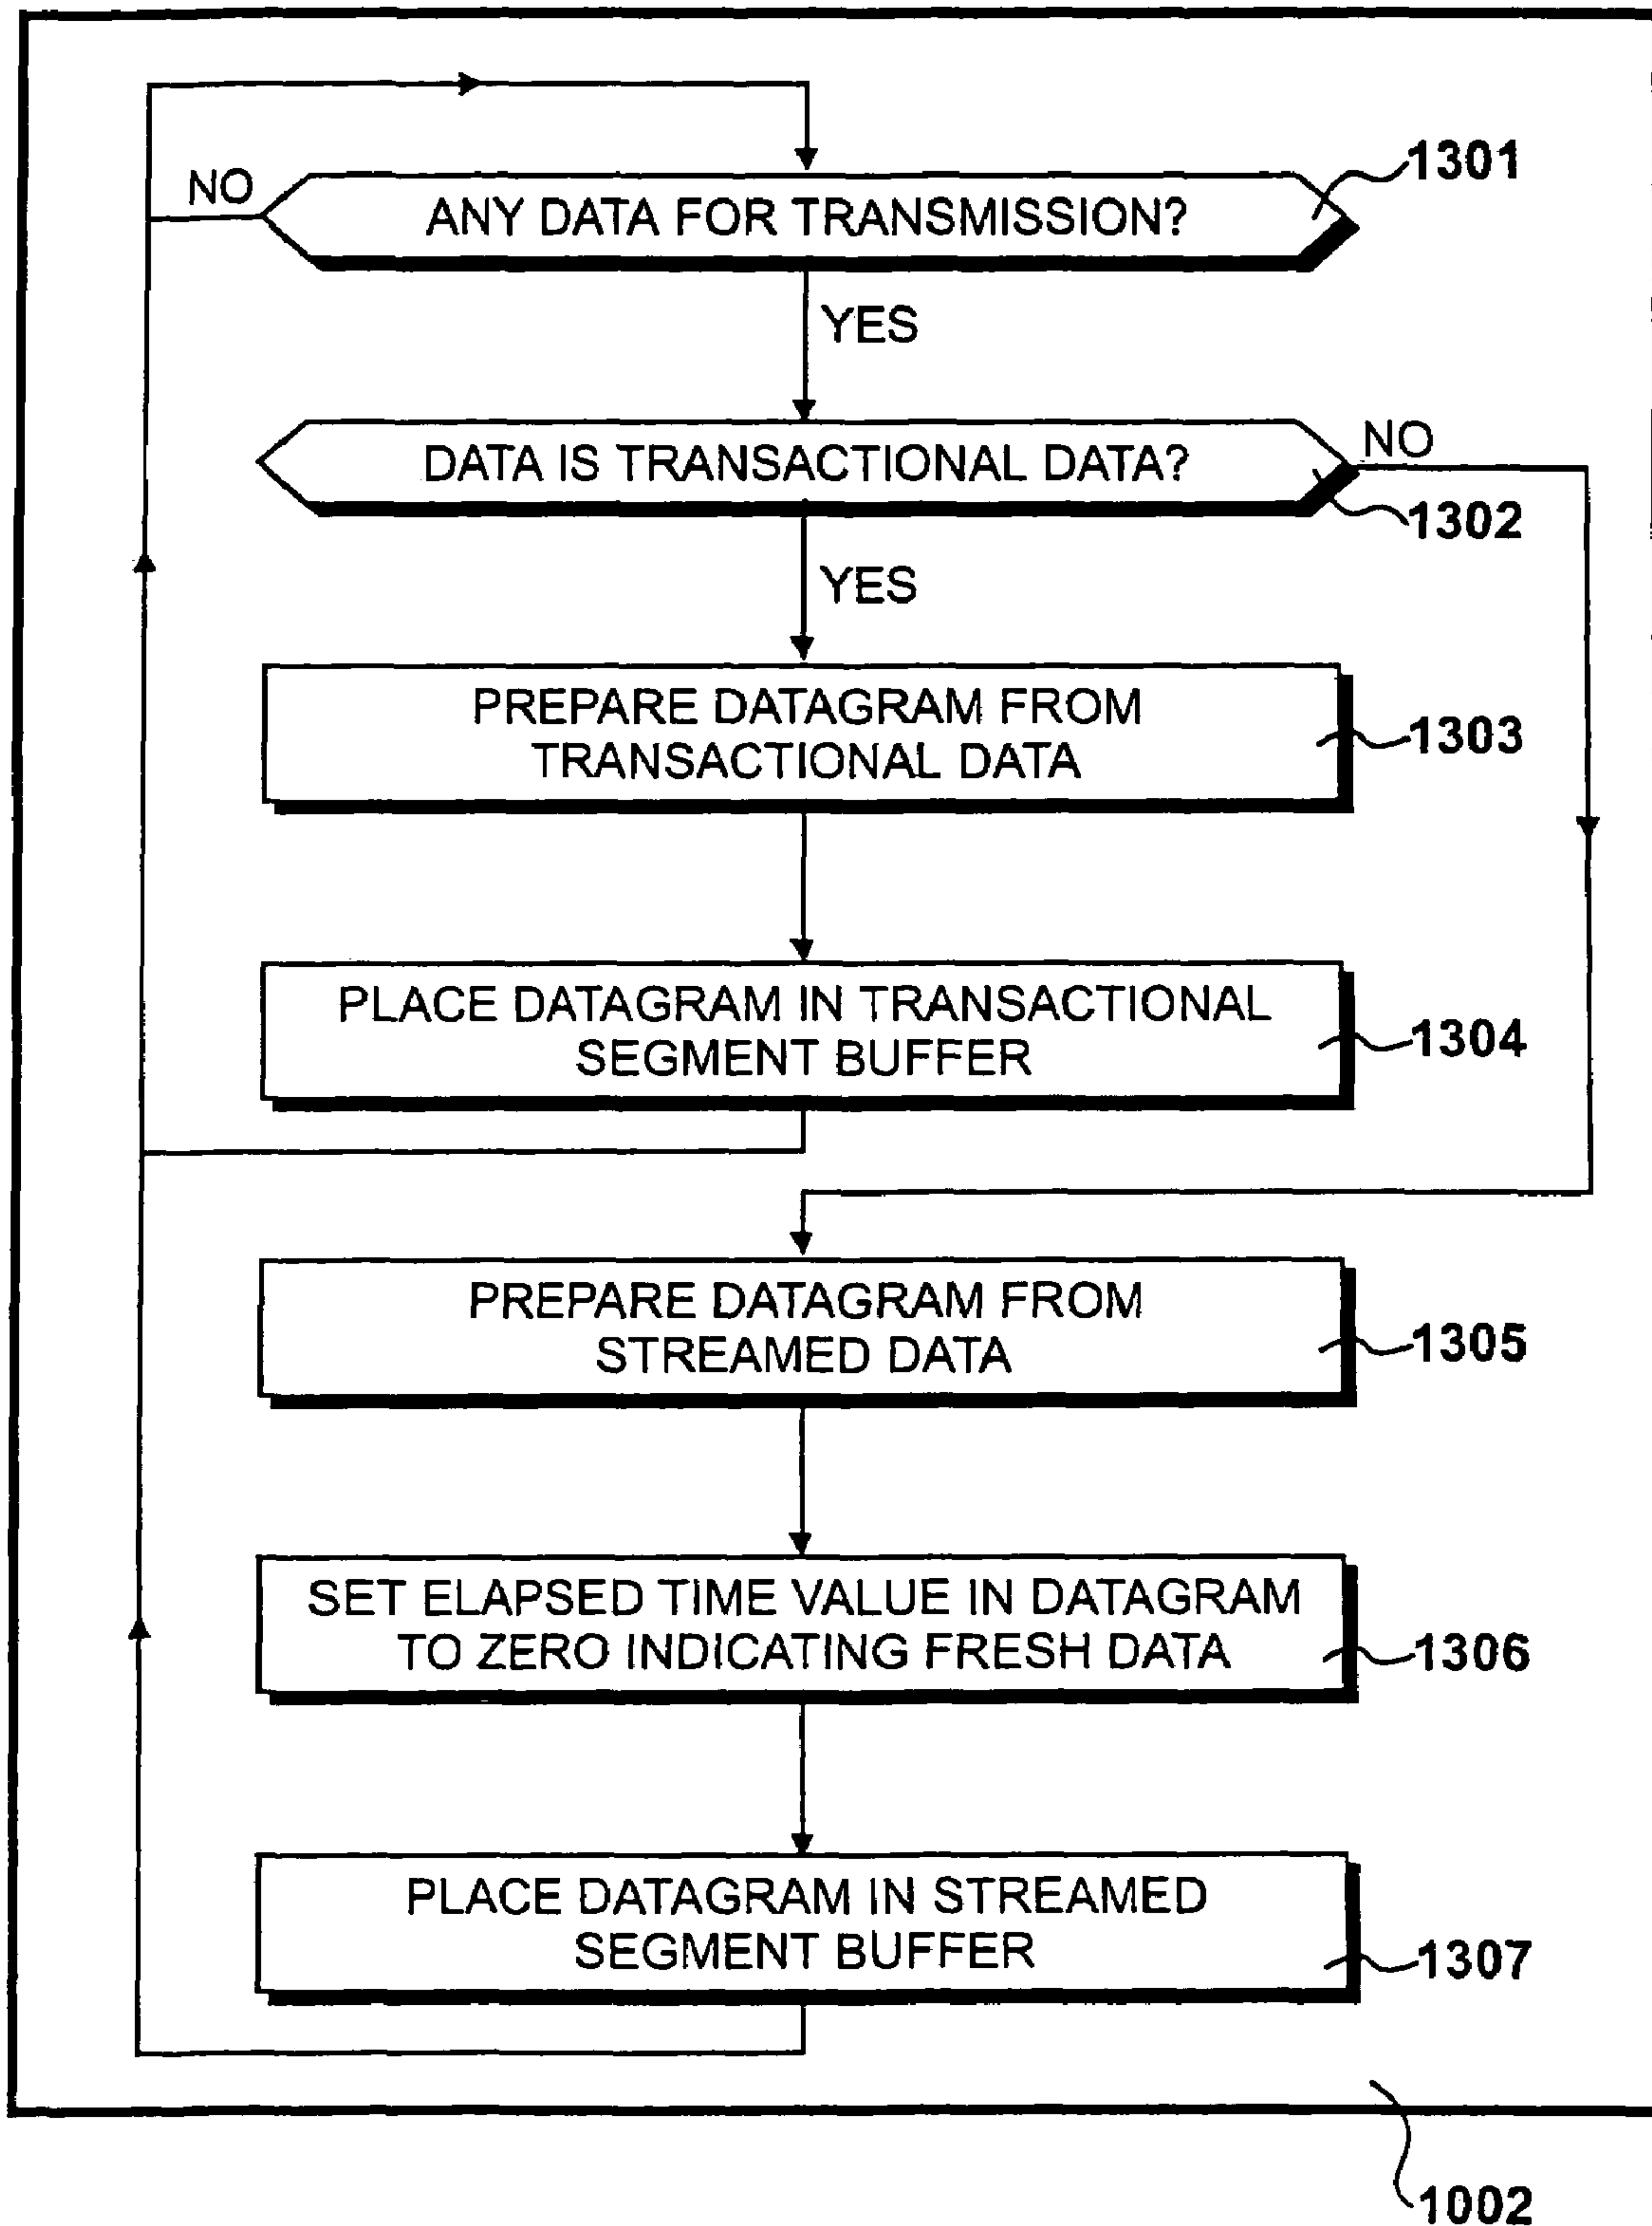 1301
NO
ANY DATA FOR TRANSMISSION?
YES
NO
DATA IS TRANSACTIONAL DATA?
1302
YES
PREPARE DATAGRAM FROM
TRANSACTIONAL DATA
1303
PLACE DATAGRAM IN TRANSACTIONAL
SEGMENT BUFFER
1304
PREPARE DATAGRAM FROM
STREAMED DATA
1305
SET ELAPSED TIME VALUE IN DATAGRAM
TO ZERO INDICATING FRESH DATA
1306
PLACE DATAGRAM IN STREAMED
SEGMENT BUFFER
1307
1002